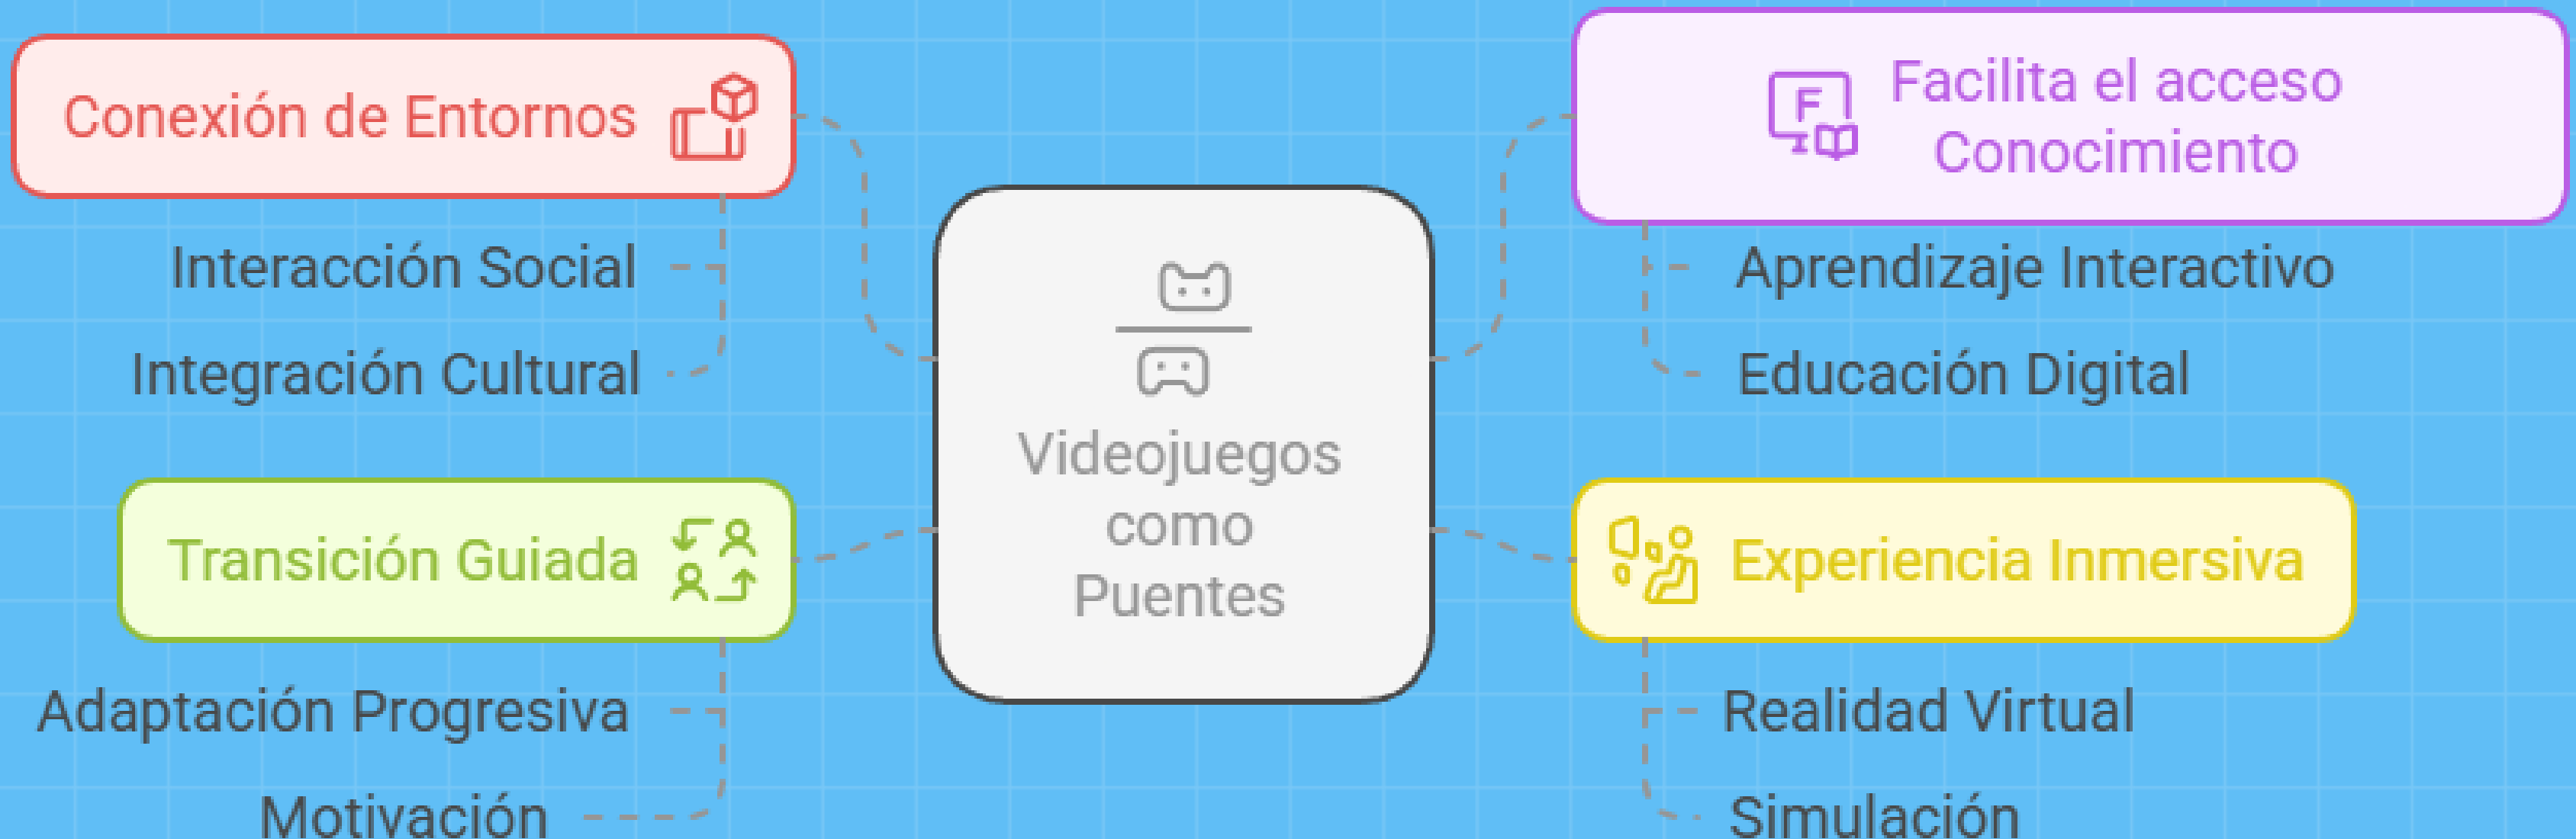 Conexión de Entornos
Interacción Social
Integración Cultural
Transición Guiada
Adaptación Progresiva
Motivación
F
Videojuegos
como
Puentes
Facilita el acceso
Conocimiento
Aprendizaje Interactivo
Educación Digital
Experiencia Inmersiva
Realidad Virtual
Simulación